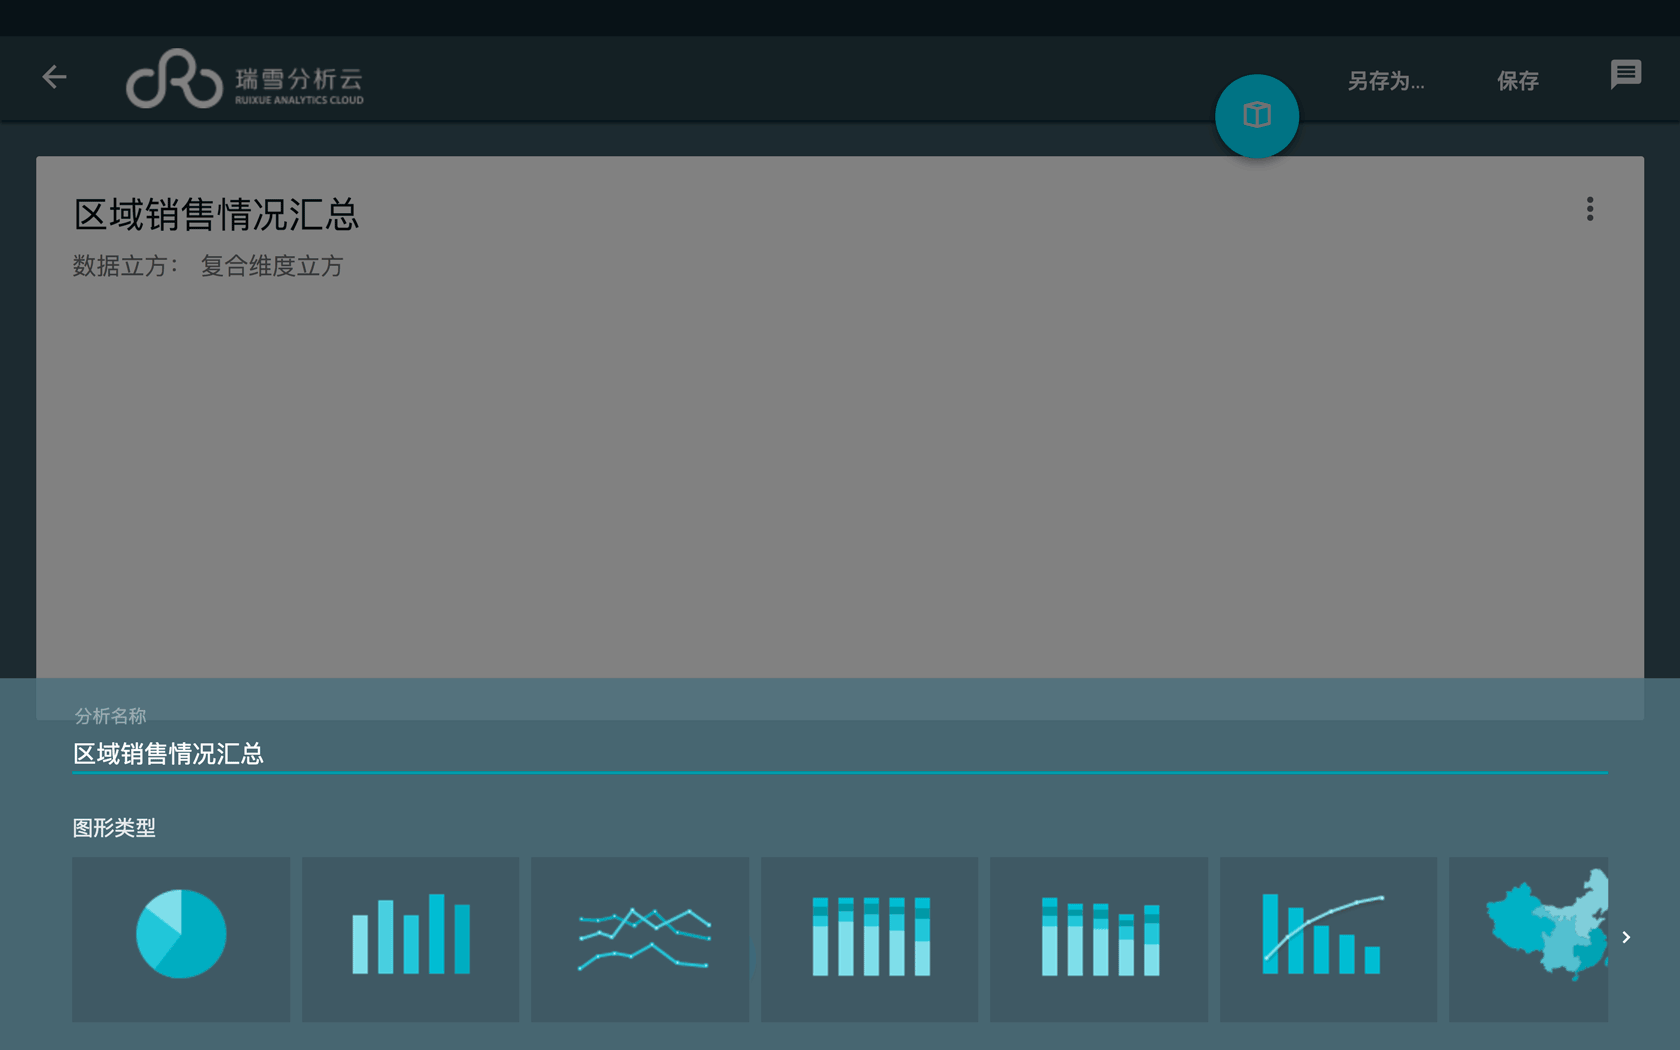 瑞雪分析云
RUIXUE ANALYTICS CLOUD
另存为...
保存
区域销售情况汇总
数据立方： 复合维度立方
分析名称
区域销售情况汇总
图形类型